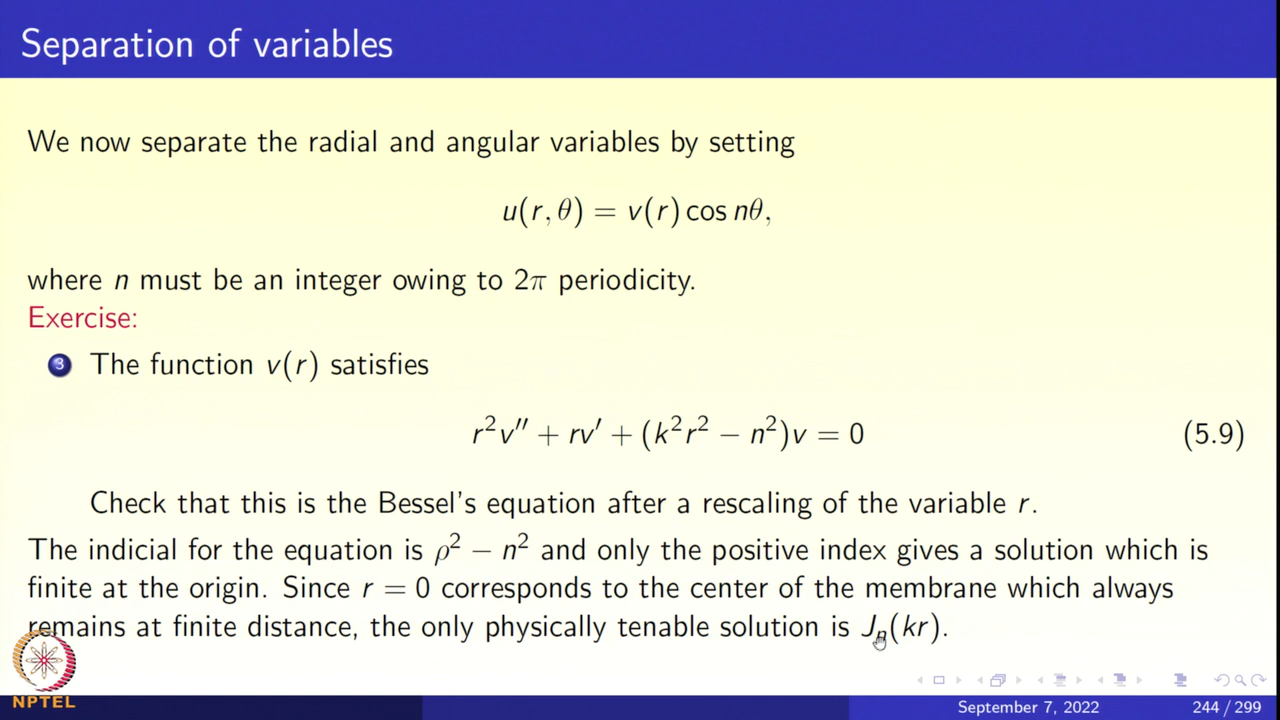 Separation of variables
We now separate the radial and angular variables by setting
u(r, θ) = v(r) cos nθ,
where n must be an integer owing to 2π periodicity.
Exercise:
3 The function v(r) satisfies
r²v″ + rv′ + (k²r² − n²)v = 0 (5.9)
Check that this is the Bessel's equation after a rescaling of the variable r.
The indicial for the equation is ρ² − n² and only the positive index gives a solution which is
finite at the origin. Since r = 0 corresponds to the center of the membrane which always
remains at finite distance, the only physically tenable solution is Jₙ(kr).
NPTEL
September 7, 2022 244 / 299